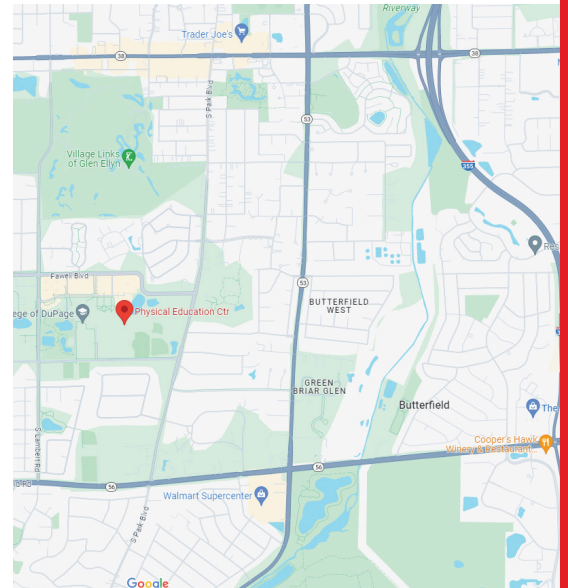 Riverway
Trader Joe's
38
38
S Park Blvd
53
Village Links
of Glen Ellyn
355
Res
Fawell Blvd
53
BUTTERFIELD
WEST
ege of DuPage
Physical Education Ctr
GREEN
BRIAR GLEN
Butterfield
The
S Lambert Rd
Cooper's Hawk
Winery & Restaurant
56
56
Walmart Supercenter
S Park Blvd
Google